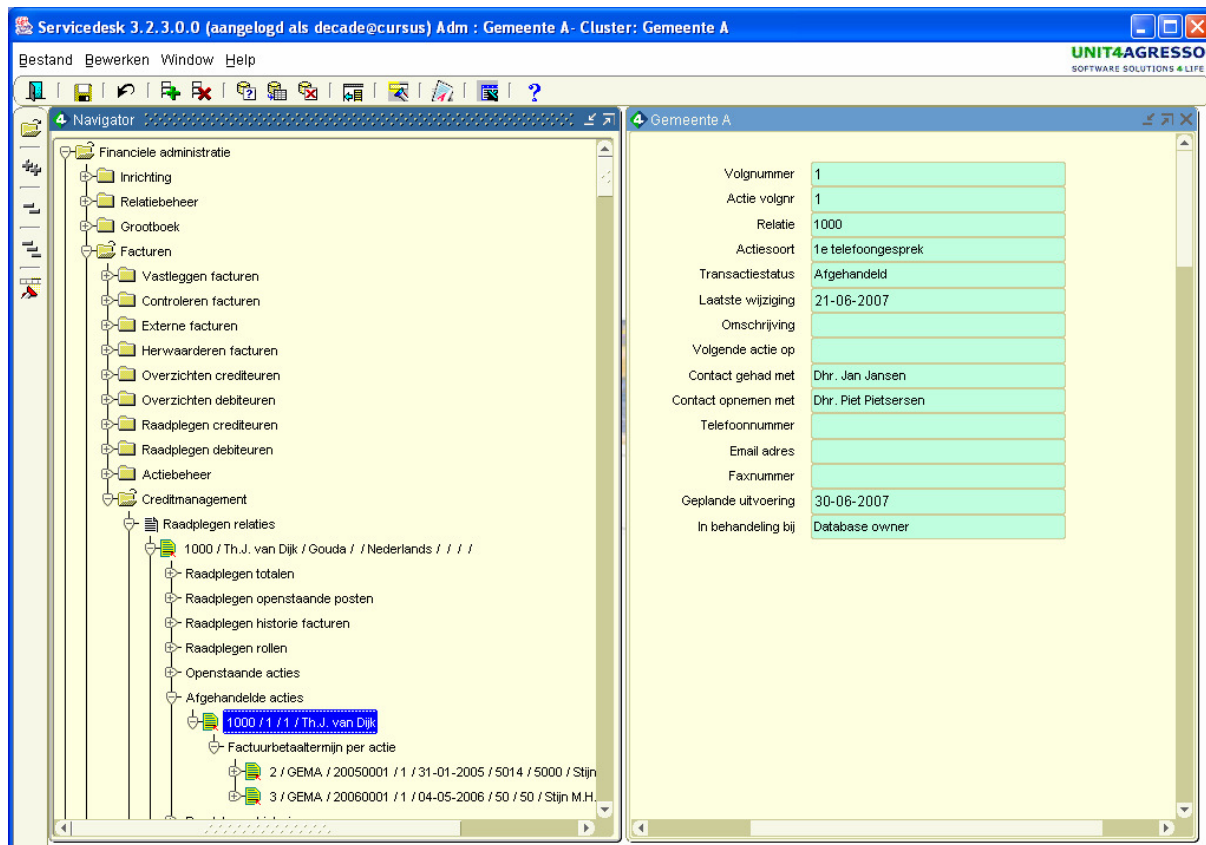 Servicedesk 3.2.3.0.0 (aangelogd als decade@cursus) Adm : Gemeente A- Cluster: Gemeente A
Bestand Bewerken Window Help
UNIT4AGRESSO
SOFTWARE SOLUTIONS 4 LIFE
4 Navigator
Financiele administratie
Inrichting
Relatiebeheer
Grootboek
Facturen
Vastleggen facturen
Controleren facturen
Externe facturen
Herwaarderen facturen
Overzichten crediteuren
Overzichten debiteuren
Raadplegen crediteuren
Raadplegen debiteuren
Actiebeheer
Creditmanagement
Raadplegen relaties
1000 / Th.J. van Dijk / Gouda / / Nederlands / / / /
Raadplegen totalen
Raadplegen openstaande posten
Raadplegen historie facturen
Raadplegen rollen
Openstaande acties
Afgehandelde acties
1000 / 1 / 1 / Th.J. van Dijk
Factuurbetaaltermijn per actie
2 / GEMA / 20050001 / 1 / 31-01-2005 / 5014 / 5000 / Stijn
3 / GEMA / 20060001 / 1 / 04-05-2006 / 50 / 50 / Stijn M.H.
4 Gemeente A
Volgnummer 1
Actie volgnr 1
Relatie 1000
Actiesoort 1e telefoongesprek
Transactiestatus Afgehandeld
Laatste wijziging 21-06-2007
Omschrijving
Volgende actie op
Contact gehad met Dhr. Jan Jansen
Contact opnemen met Dhr. Piet Pietsersen
Telefoonnummer
Email adres
Faxnummer
Geplande uitvoering 30-06-2007
In behandeling bij Database owner